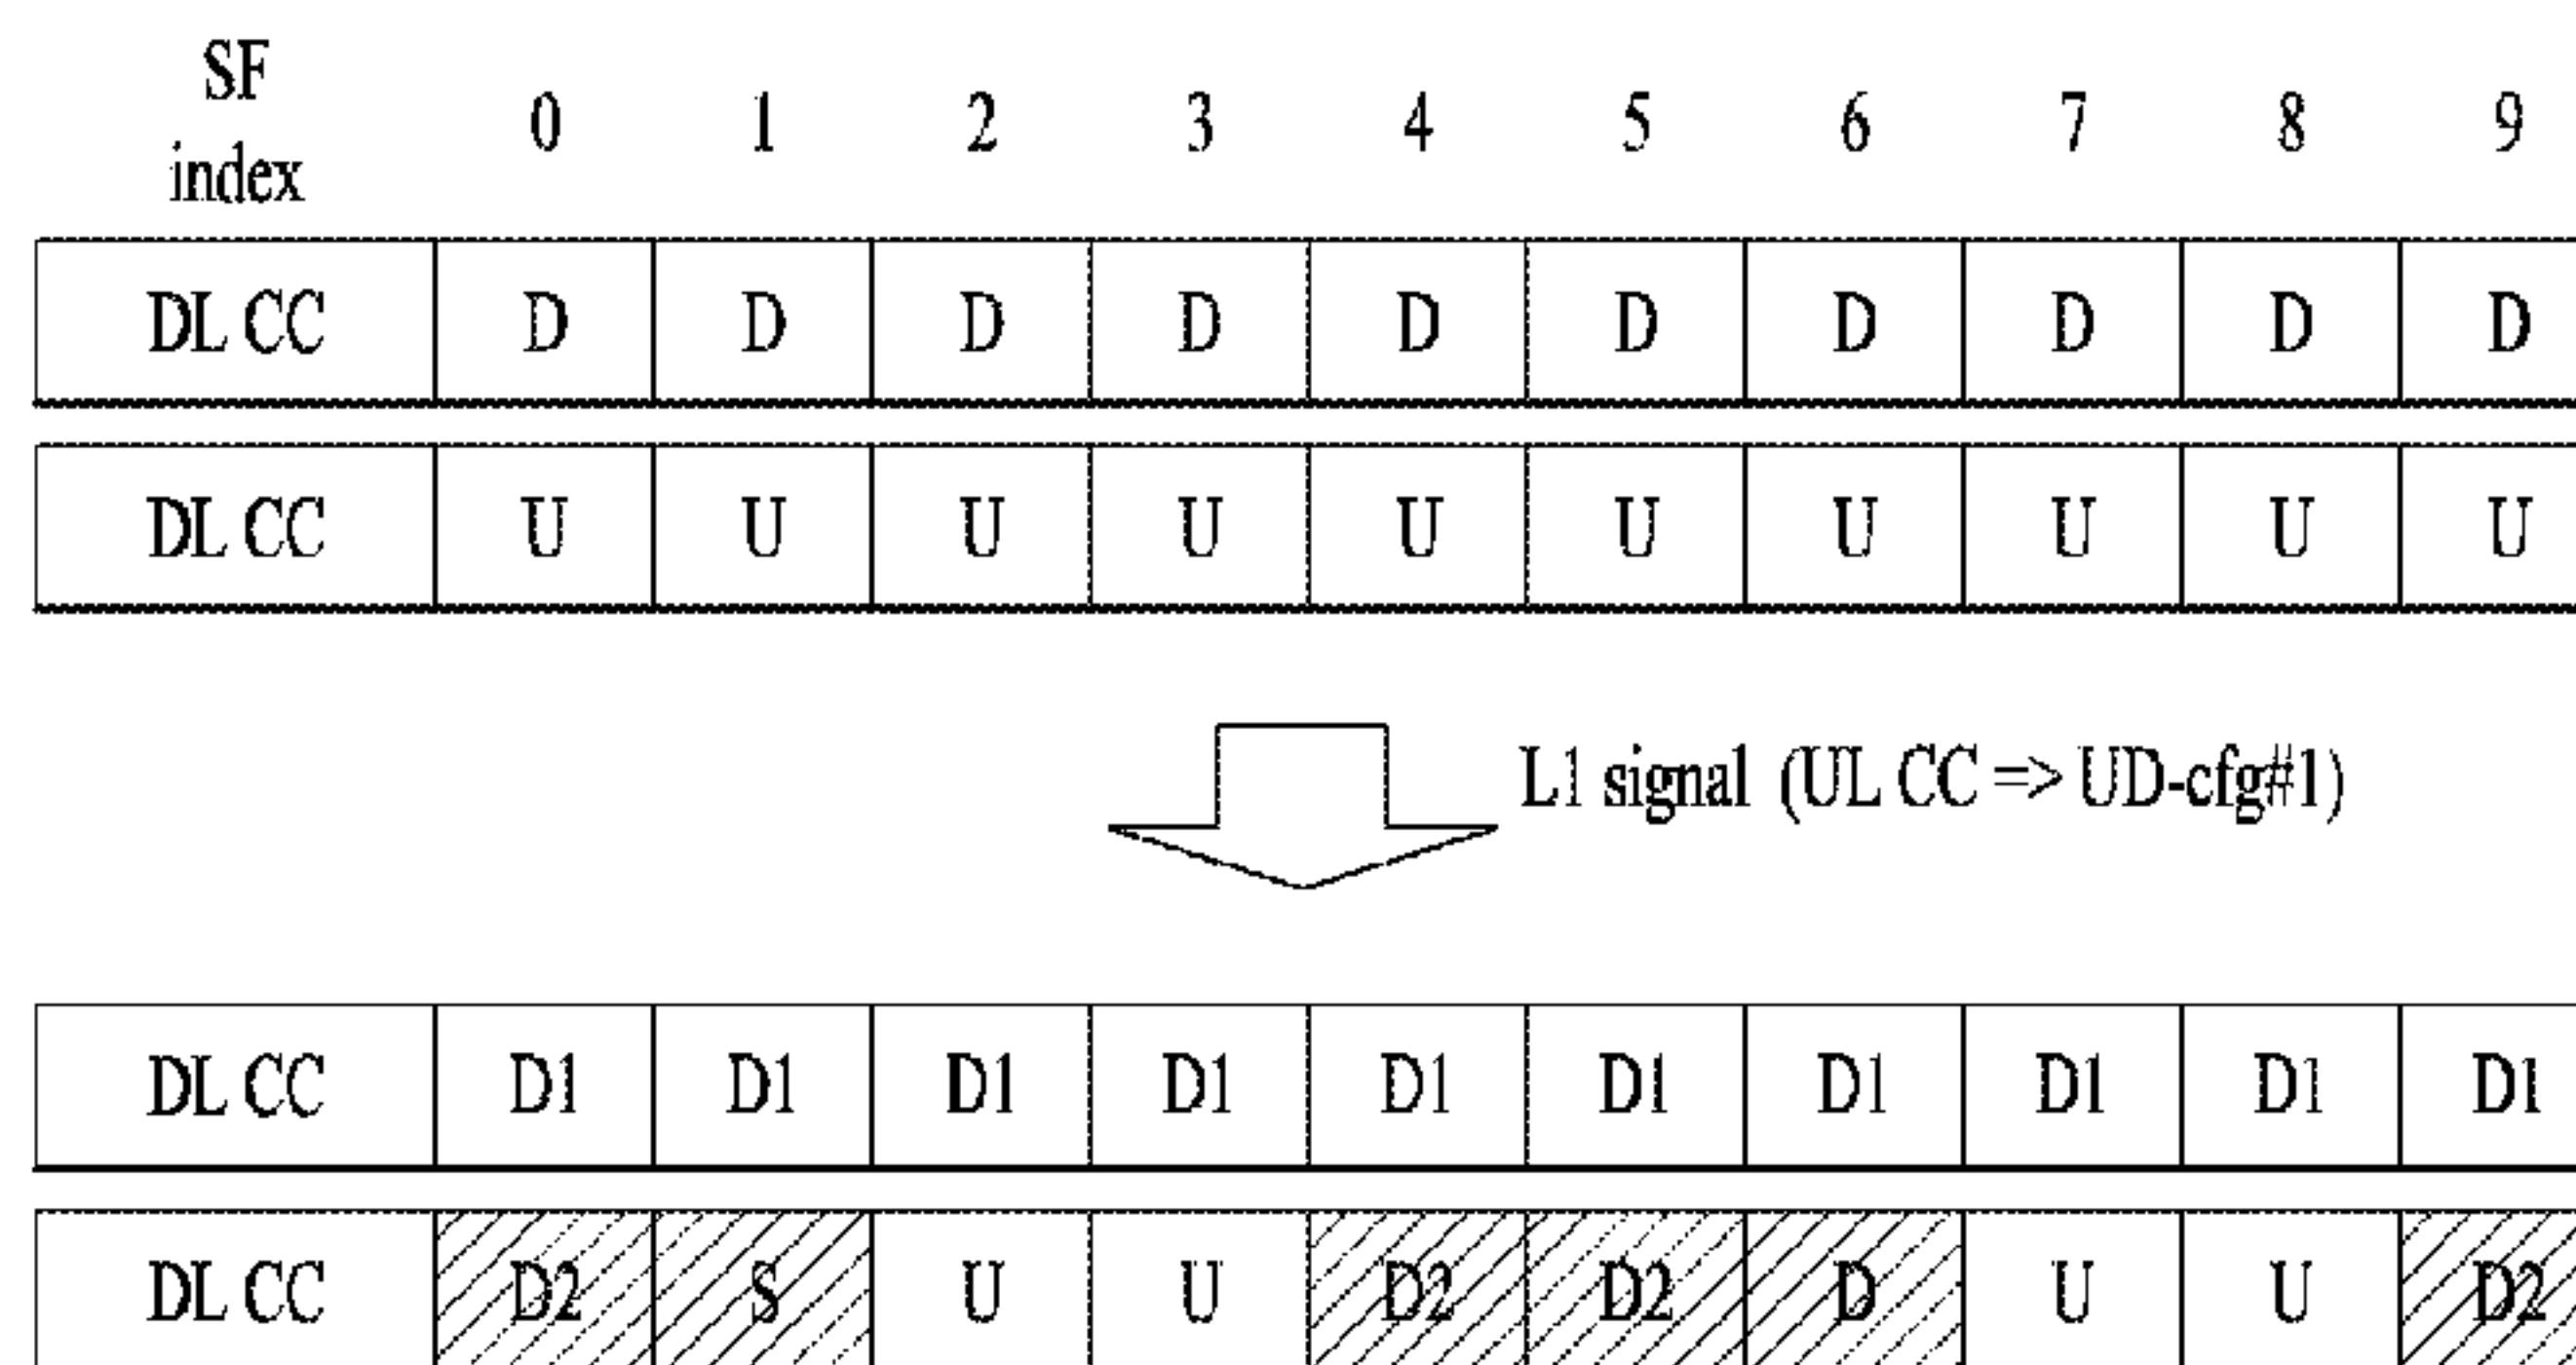 SF
index 0 1 2 3 4 5 6 7 8 9
DL CC D D D D D D D D D D
DL CC U U U U U U U U U U
L1 signal (UL CC => UD-cfg#1)
DL CC D1 D1 D1 D1 D1 D1 D1 D1 D1 D1
DL CC D2 S U U D2 D2 D U U D2